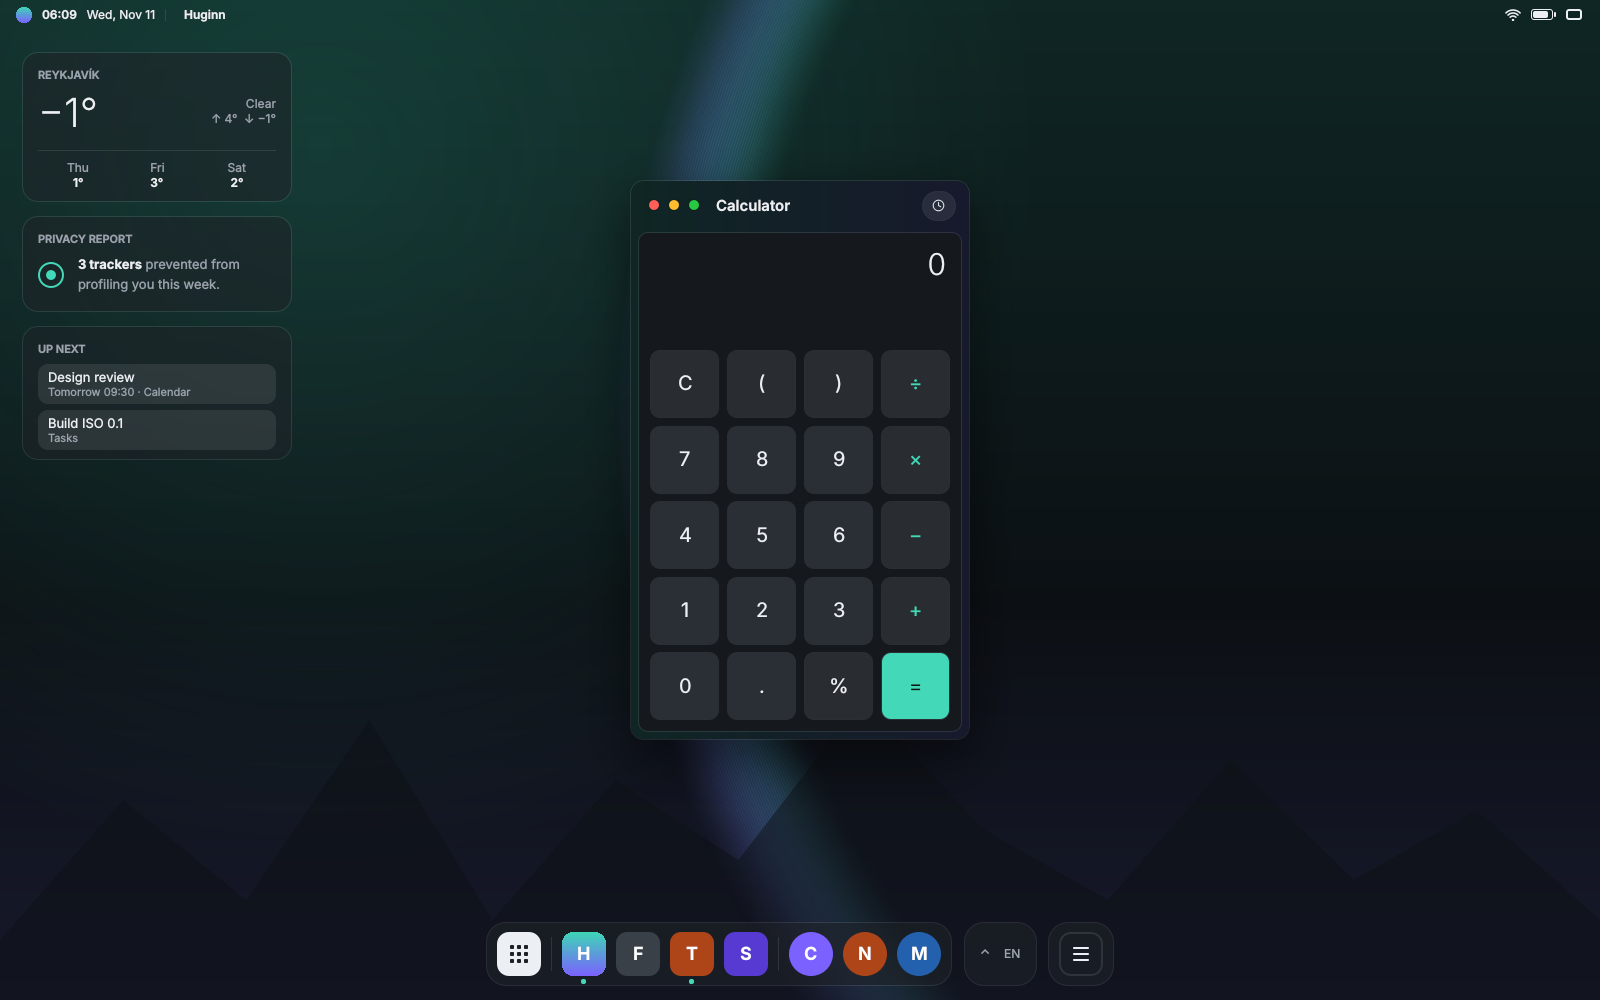 06:09 Wed, Nov 11 Huginn
REYKJAVÍK
−1°
Clear
↑ 4° ↓ −1°
Thu Fri Sat
1° 3° 2°
PRIVACY REPORT
3 trackers prevented from
profiling you this week.
UP NEXT
Design review
Tomorrow 09:30 · Calendar
Build ISO 0.1
Tasks
Calculator
0
C ( ) ÷
7 8 9 ×
4 5 6 −
1 2 3 +
0 . % =
H F T S C N M EN